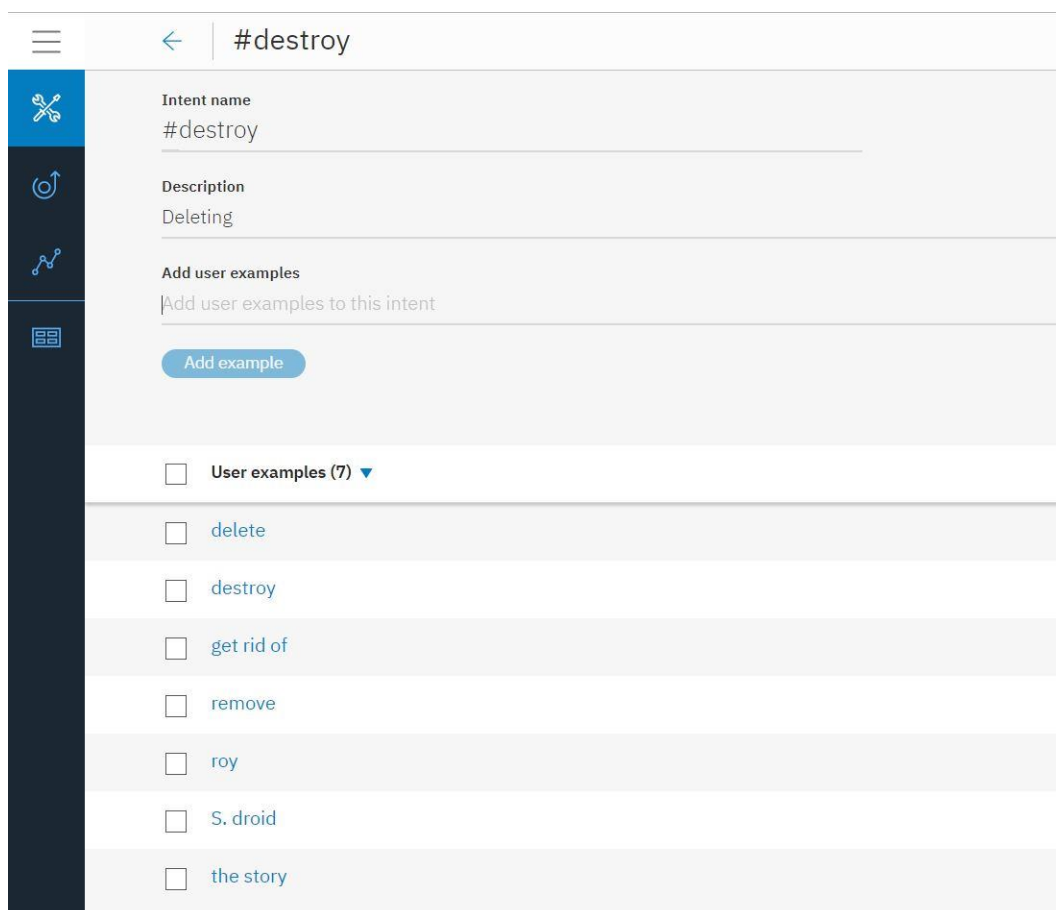 #destroy
Intent name
#destroy
Description
Deleting
Add user examples
Add user examples to this intent
Add example
User examples (7)
delete
destroy
get rid of
remove
roy
S. droid
the story